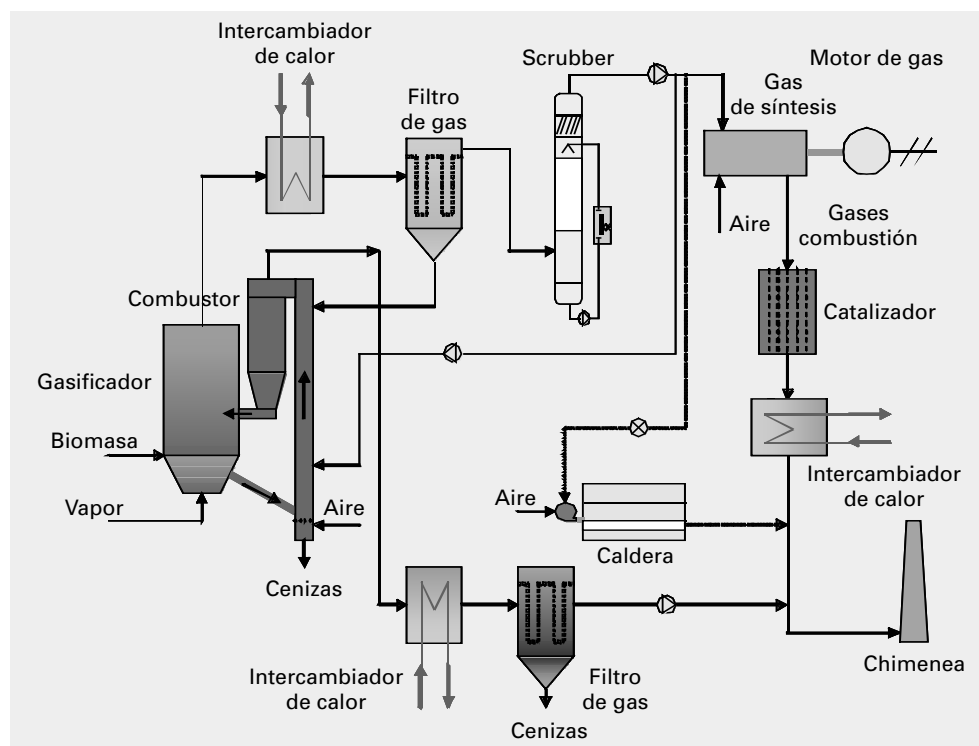 Intercambiador
de calor
Scrubber
Motor de gas
Gas
de síntesis
Filtro
de gas
Aire
Gases
combustión
Combustor
Catalizador
Gasificador
Biomasa
Vapor
Aire
Aire
Intercambiador
de calor
Caldera
Cenizas
Chimenea
Intercambiador
de calor
Filtro
de gas
Cenizas